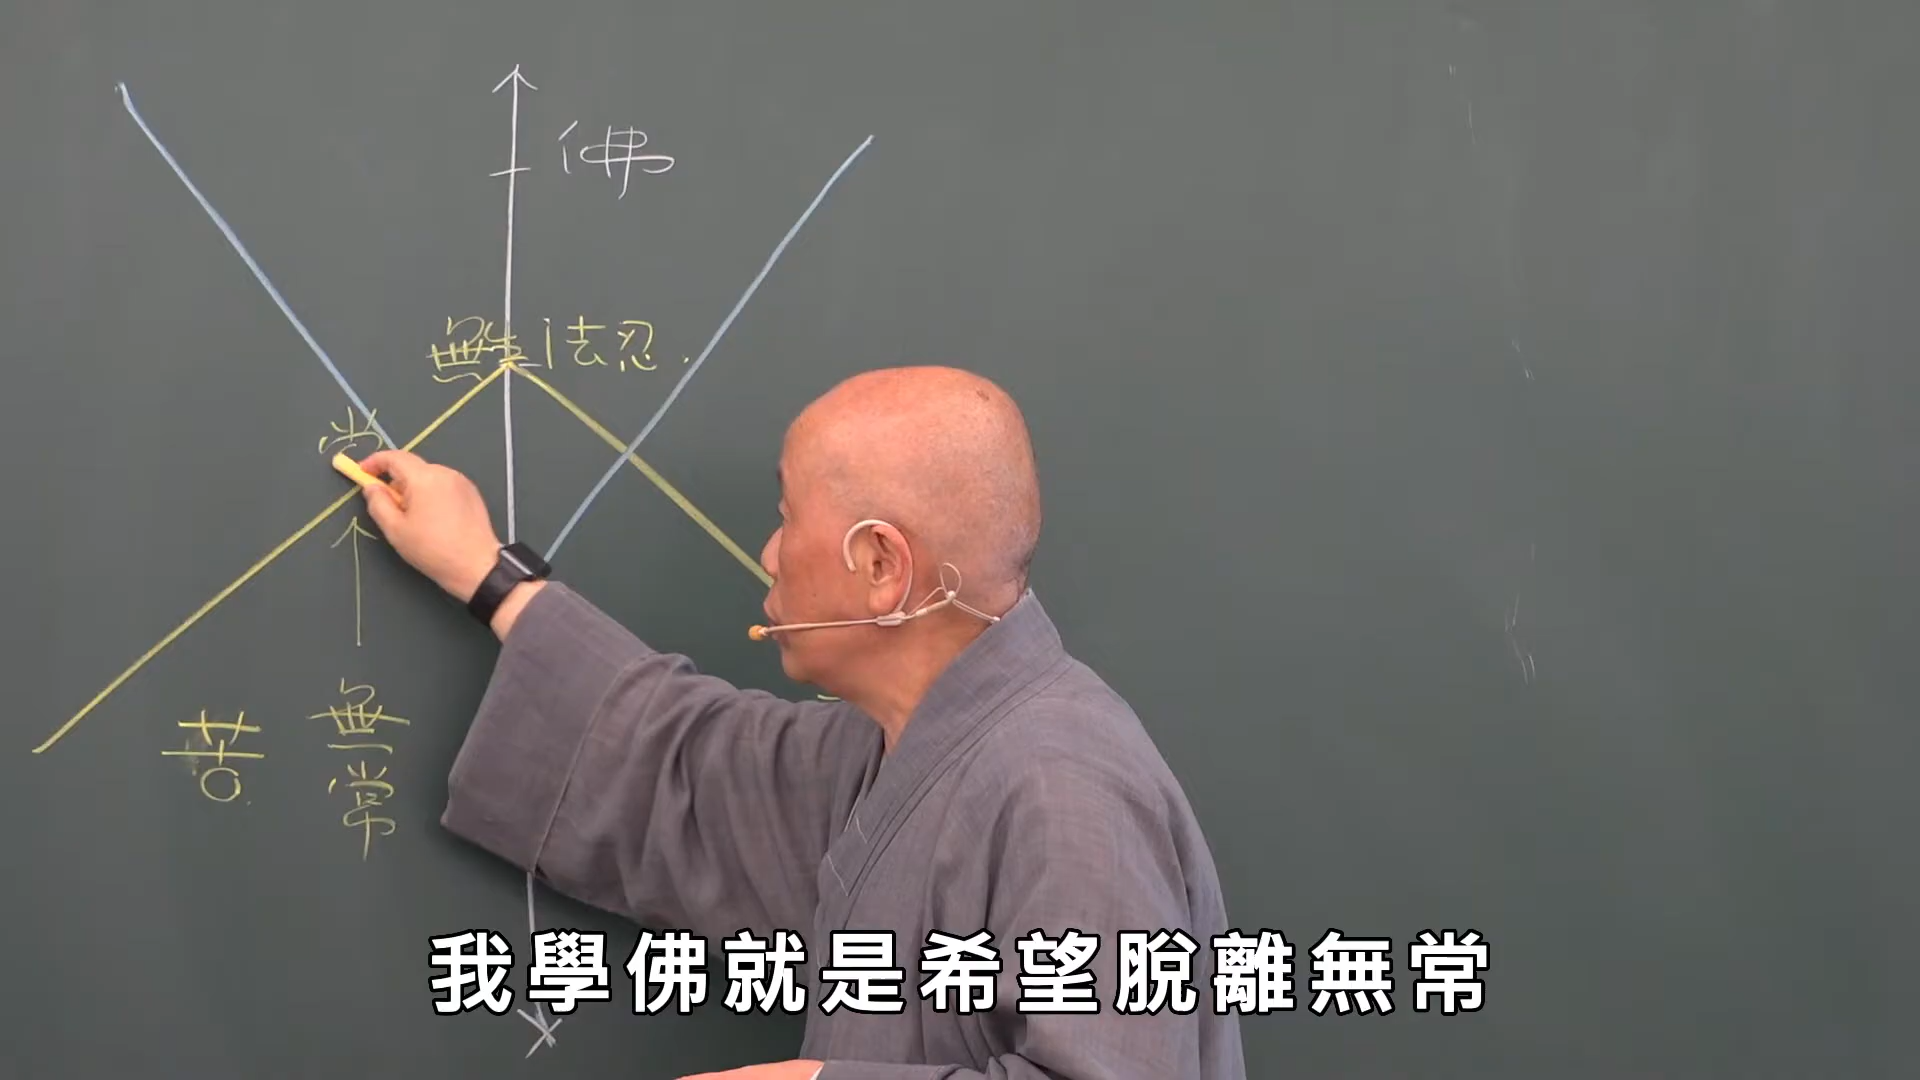 佛
無生法忍.
常
苦. 無常
我學佛就是希望脫離無常